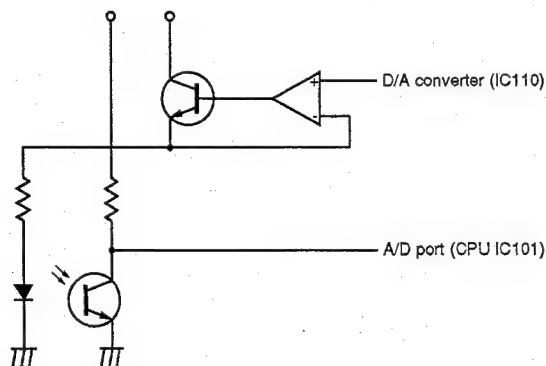 D/A converter (IC110)
+
-
A/D port (CPU IC101)